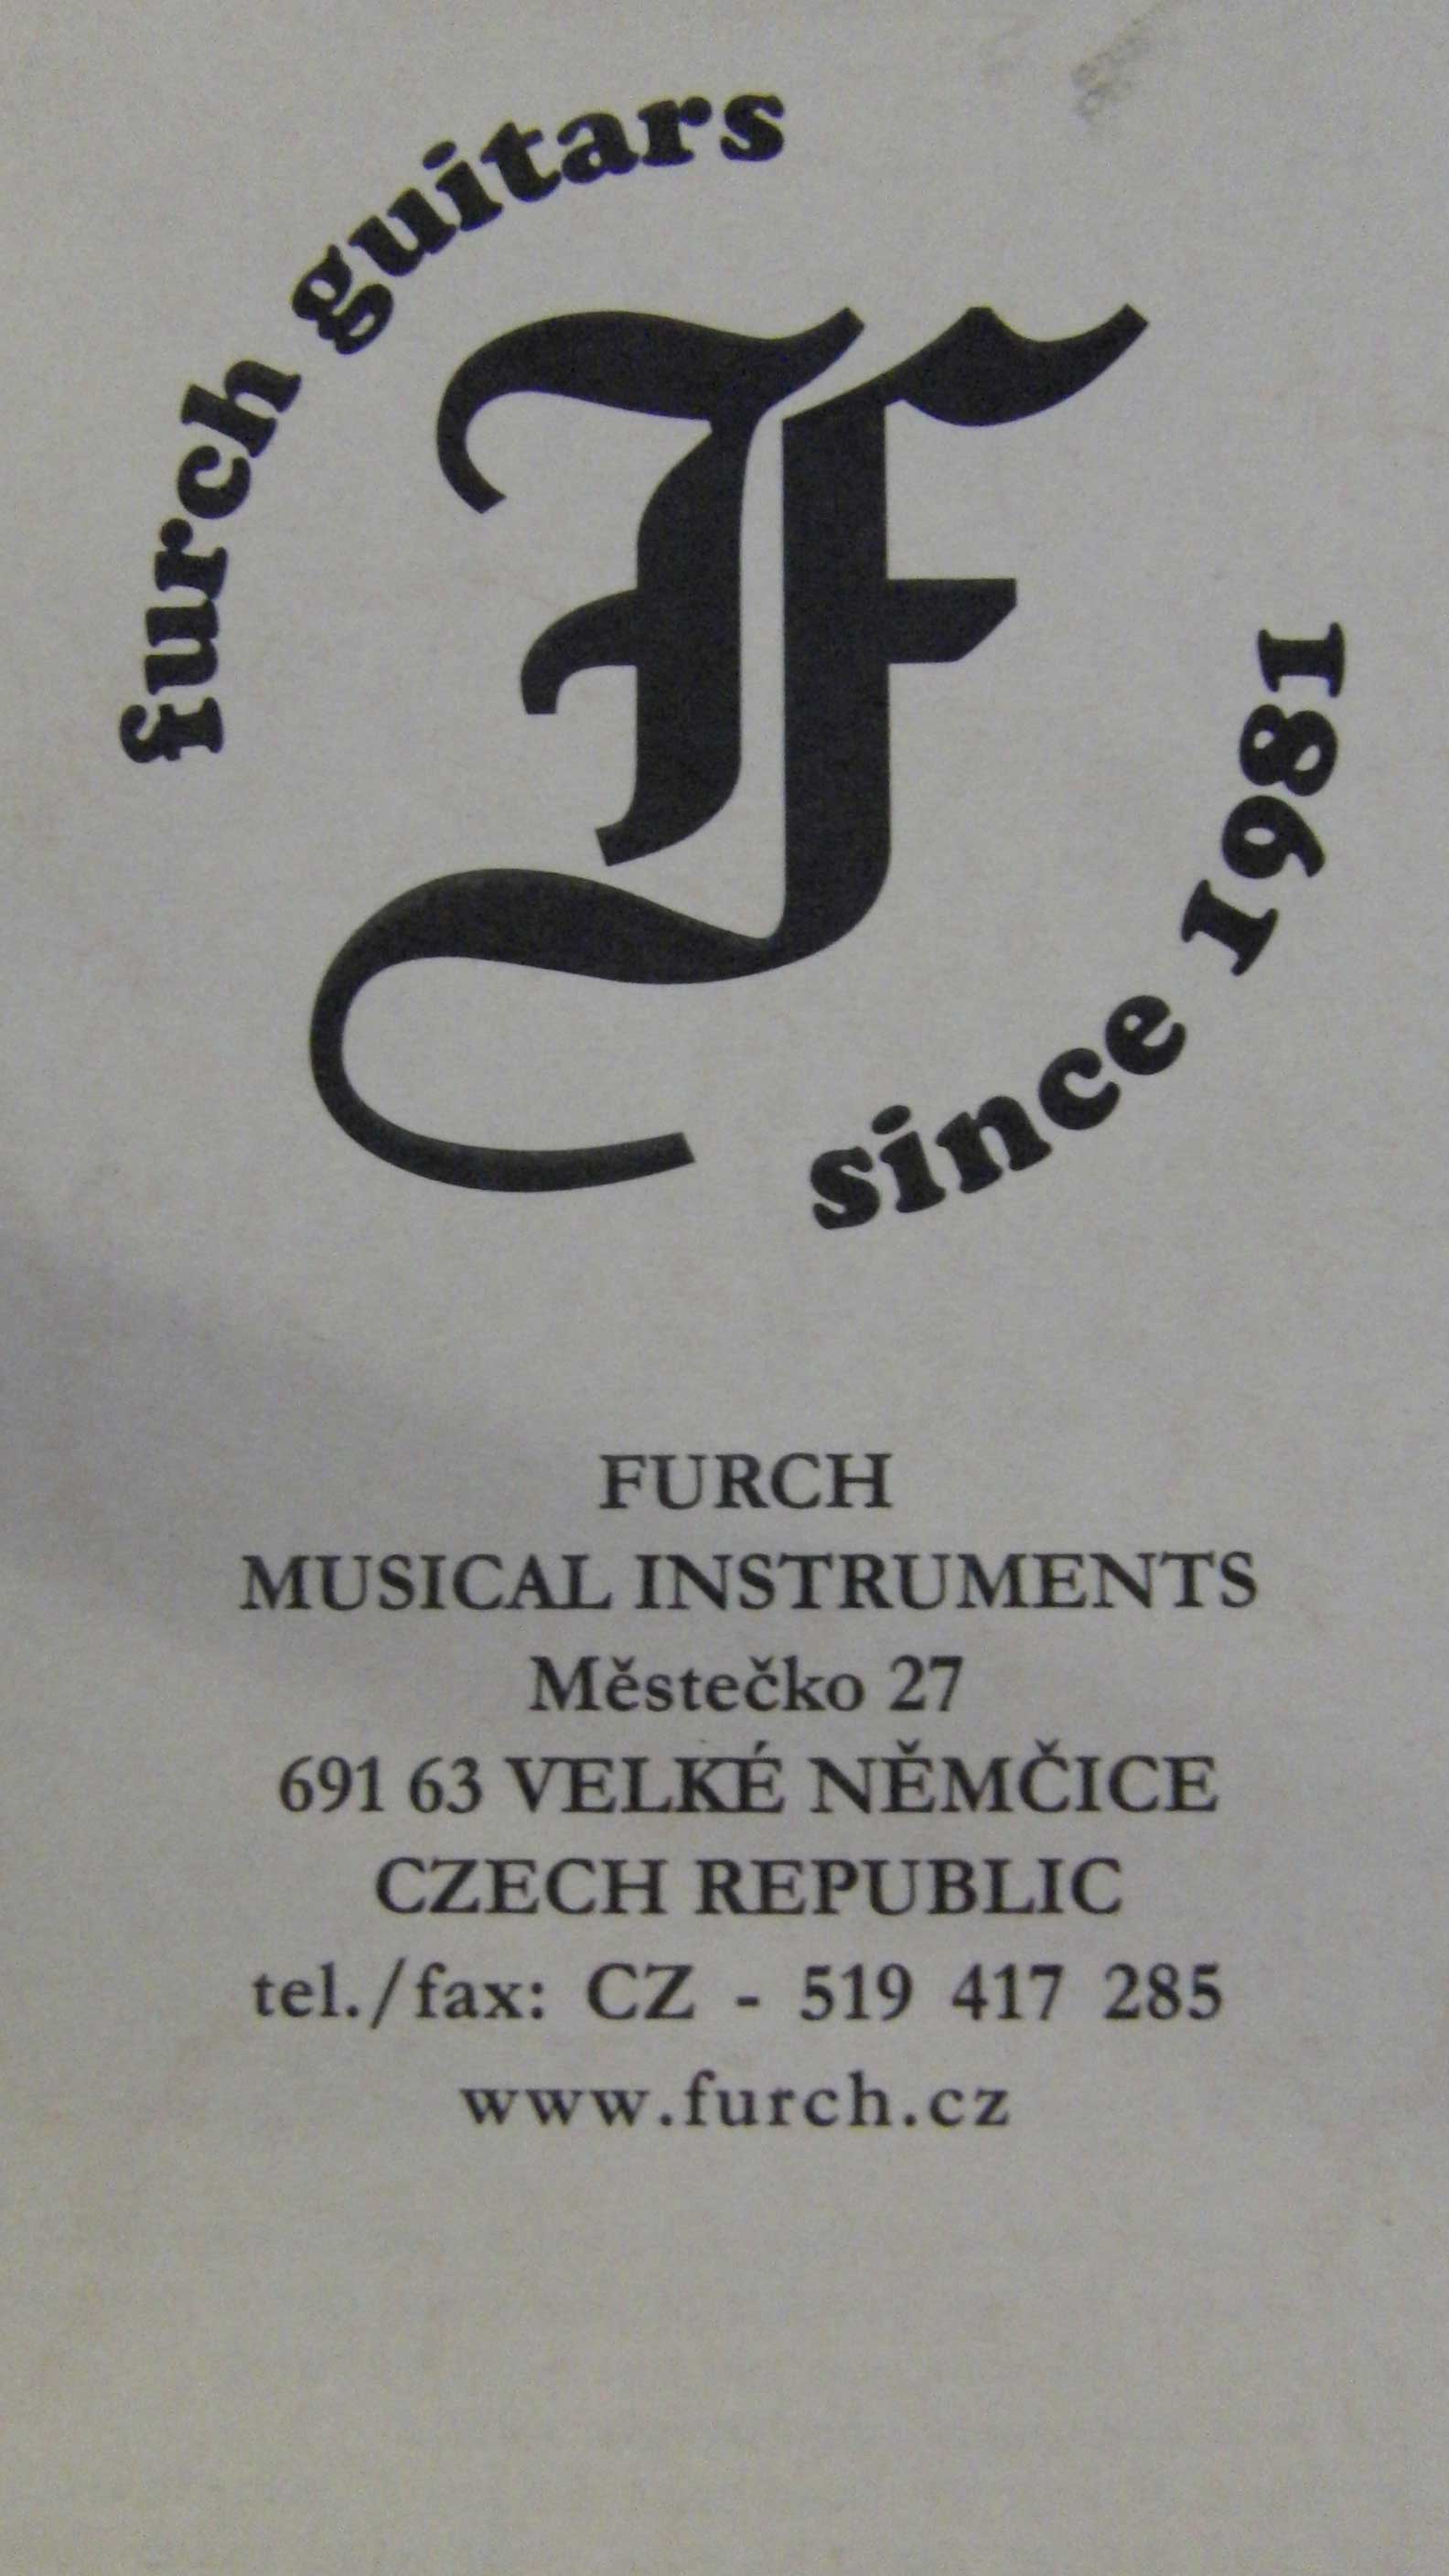 furch guitars
F
since 1981
FURCH
MUSICAL INSTRUMENTS
Městečko 27
691 63 VELKÉ NĚMČICE
CZECH REPUBLIC
tel./fax: CZ - 519 417 285
www.furch.cz